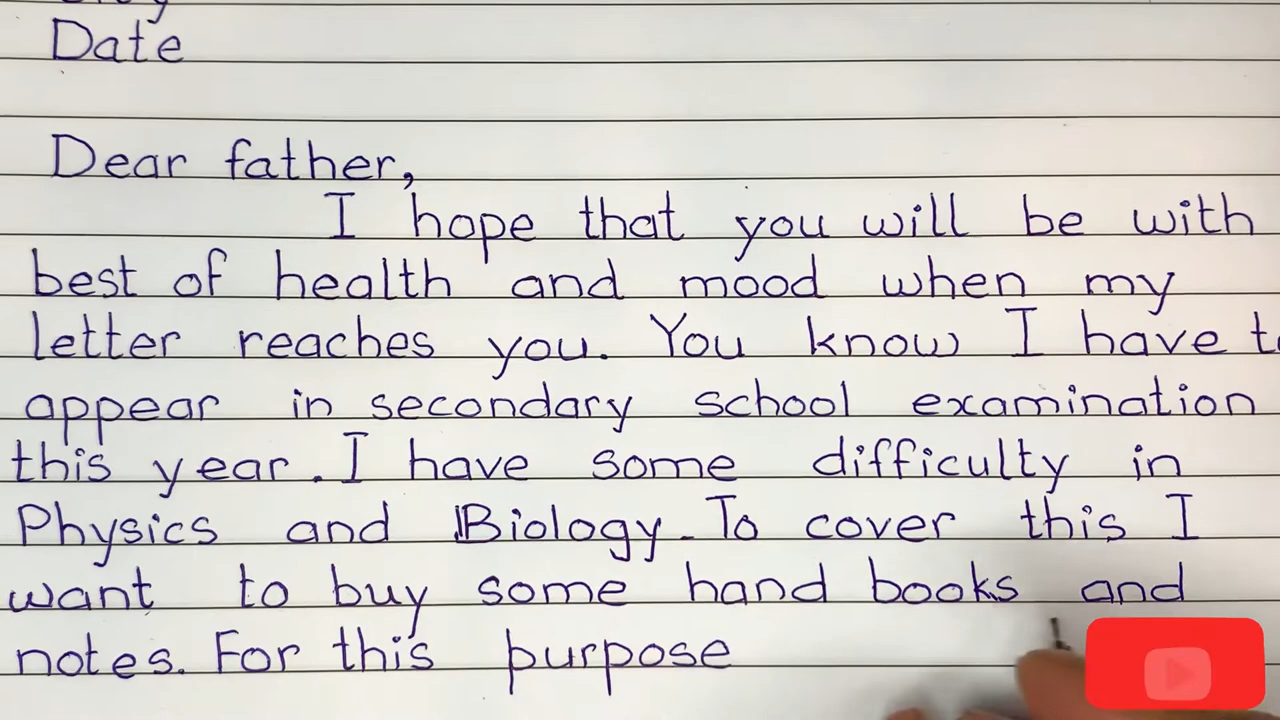 Date
Dear father,
I hope that you will be with
best of health and mood when my
letter reaches you. You know I have to
appear in secondary school examination
this year. I have some difficulty in
Physics and Biology. To cover this I
want to buy some hand books and
notes. For this purpose